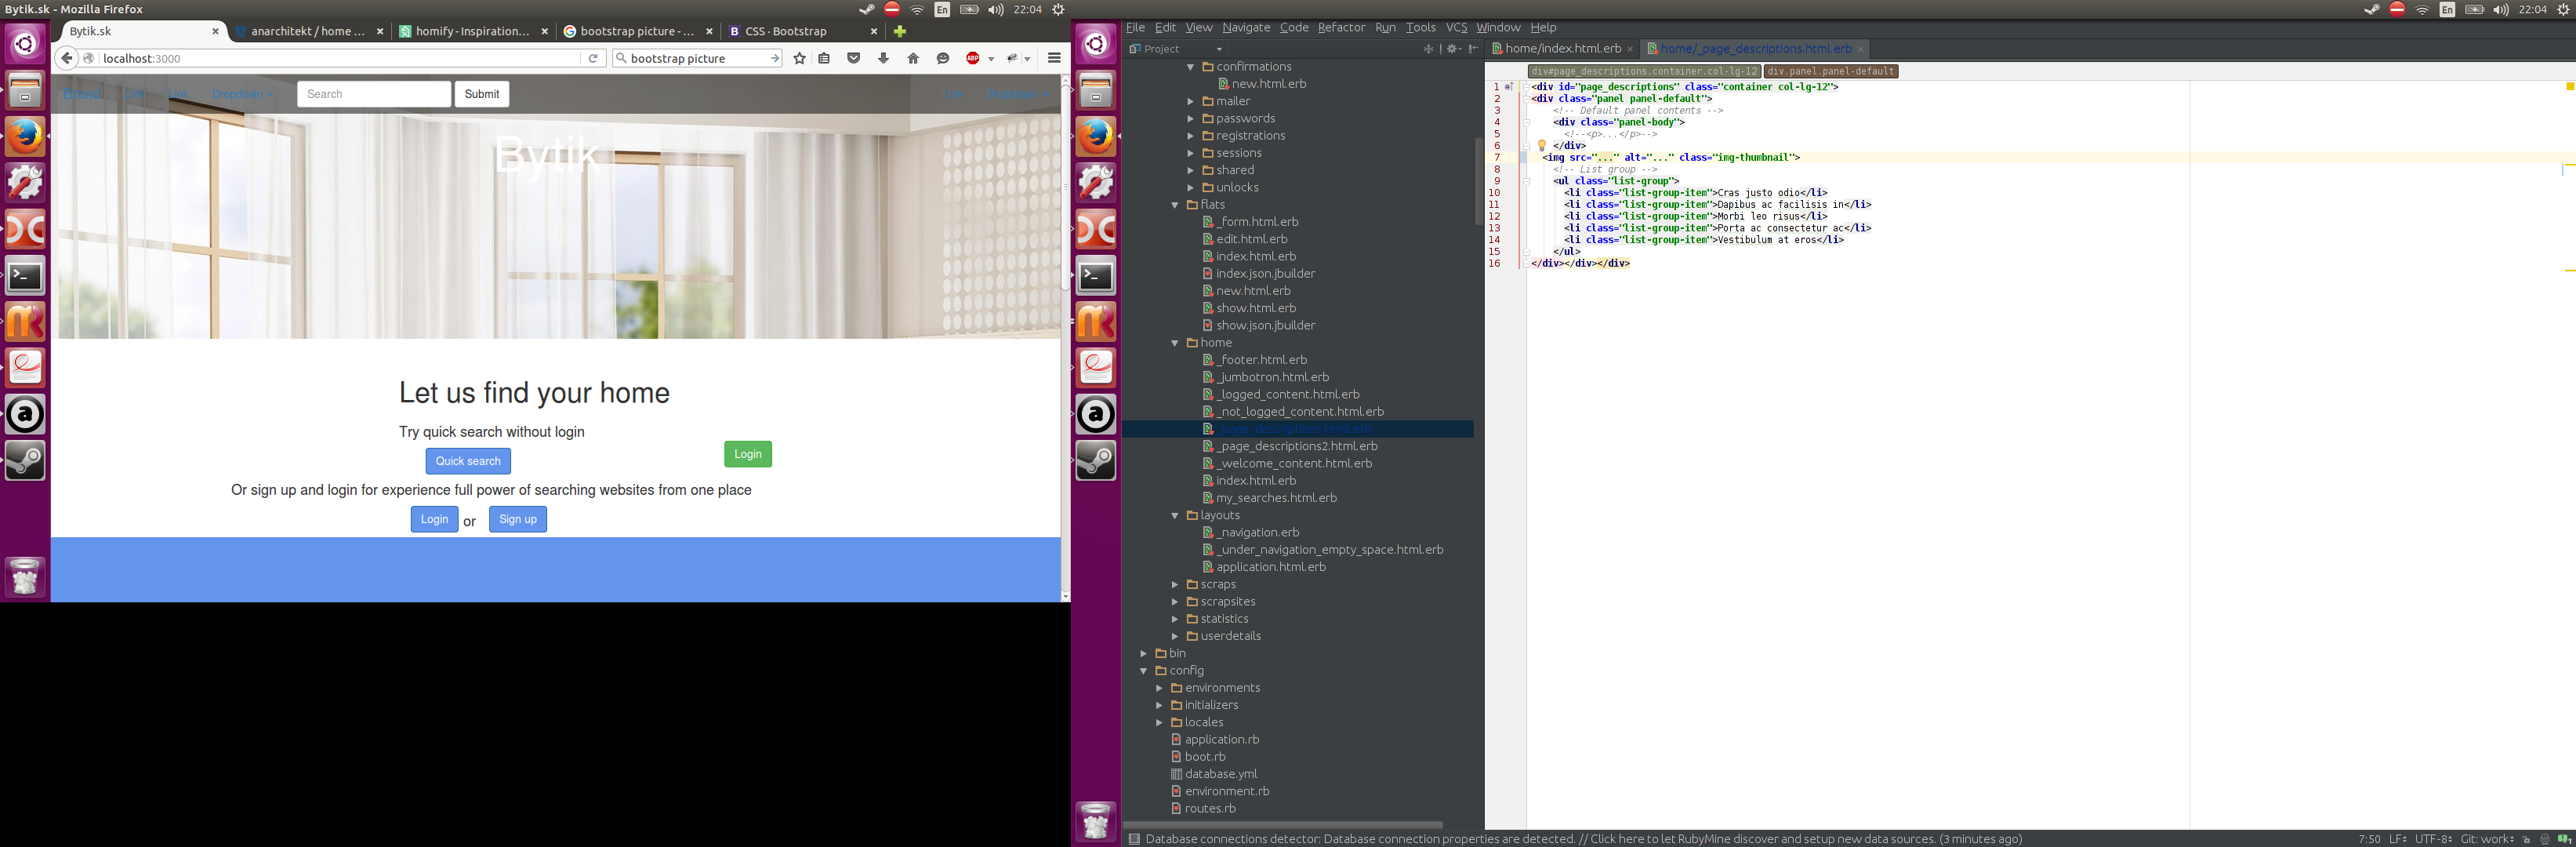 Bytik.sk - Mozilla Firefox
En
22:04
En
22:04
Bytik.sk
anarchitekt / home ...
homify - Inspiration...
bootstrap picture - ...
CSS · Bootstrap
localhost:3000
bootstrap picture
ABP
Brand
Link
Link
Dropdown
Search
Submit
Link
Dropdown
Bytik
Let us find your home
Try quick search without login
Quick search
Login
Or sign up and login for experience full power of searching websites from one place
Login or Sign up
File Edit View Navigate Code Refactor Run Tools VCS Window Help
Project
home/index.html.erb
home/_page_descriptions.html.erb
confirmations
new.html.erb
mailer
passwords
registrations
sessions
shared
unlocks
flats
_form.html.erb
edit.html.erb
index.html.erb
index.json.jbuilder
new.html.erb
show.html.erb
show.json.jbuilder
home
_footer.html.erb
_jumbotron.html.erb
_logged_content.html.erb
_not_logged_content.html.erb
_page_descriptions.html.erb
_page_descriptions2.html.erb
_welcome_content.html.erb
index.html.erb
my_searches.html.erb
layouts
_navigation.erb
_under_navigation_empty_space.html.erb
application.html.erb
scraps
scrapsites
statistics
userdetails
bin
config
environments
initializers
locales
application.rb
boot.rb
database.yml
environment.rb
routes.rb
div#page_descriptions.container.col-lg-12 div.panel.panel-default
1 <div id="page_descriptions" class="container col-lg-12">
2 <div class="panel panel-default">
3 <!-- Default panel contents -->
4 <div class="panel-body">
5 <!--<p>...</p>-->
6 </div>
7 <img src="..." alt="..." class="img-thumbnail">
8 <!-- List group -->
9 <ul class="list-group">
10 <li class="list-group-item">Cras justo odio</li>
11 <li class="list-group-item">Dapibus ac facilisis in</li>
12 <li class="list-group-item">Morbi leo risus</li>
13 <li class="list-group-item">Porta ac consectetur ac</li>
14 <li class="list-group-item">Vestibulum at eros</li>
15 </ul>
16 </div></div></div>
Database connections detector: Database connection properties are detected. // Click here to let RubyMine discover and setup new data sources. (3 minutes ago)
7:50 LF UTF-8 Git: work